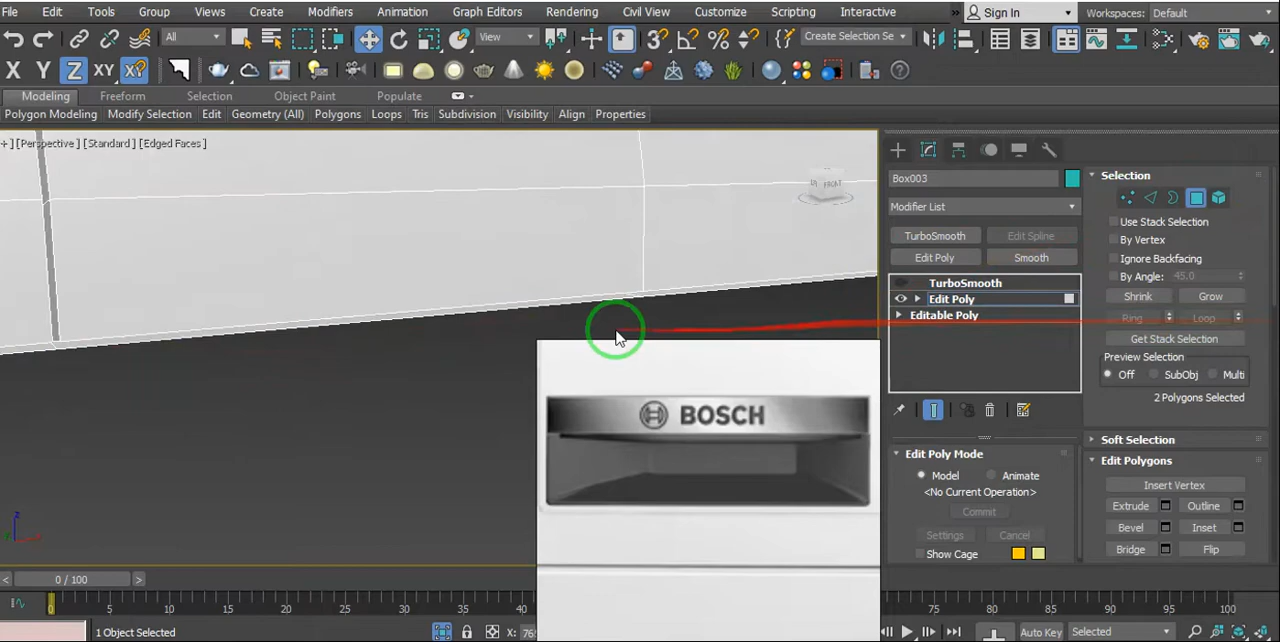 File Edit Tools Group Views Create Modifiers Animation Graph Editors Rendering Civil View Customize Scripting Interactive » Sign In Workspaces: Default
All View Create Selection Se
X Y Z XY XY
Modeling Freeform Selection Object Paint Populate
Polygon Modeling Modify Selection Edit Geometry (All) Polygons Loops Tris Subdivision Visibility Align Properties
+ ] [Perspective ] [Standard ] [Edged Faces ]
FRONT
Box003
Modifier List
TurboSmooth Edit Spline
Edit Poly Smooth
TurboSmooth
Edit Poly
Editable Poly
Selection
Use Stack Selection
By Vertex
Ignore Backfacing
By Angle: 45.0
Shrink Grow
Ring Loop
Get Stack Selection
Preview Selection
Off SubObj Multi
2 Polygons Selected
Soft Selection
Edit Polygons
Insert Vertex
Extrude Outline
Bevel Inset
Bridge Flip
Edit Poly Mode
Model Animate
<No Current Operation>
Commit
Settings Cancel
Show Cage
BOSCH
z
< 0 / 100 >
0 5 10 15 20 25 30 35 40 75 80 85 90 95 100
1 Object Selected X: 76 Auto Key Selected